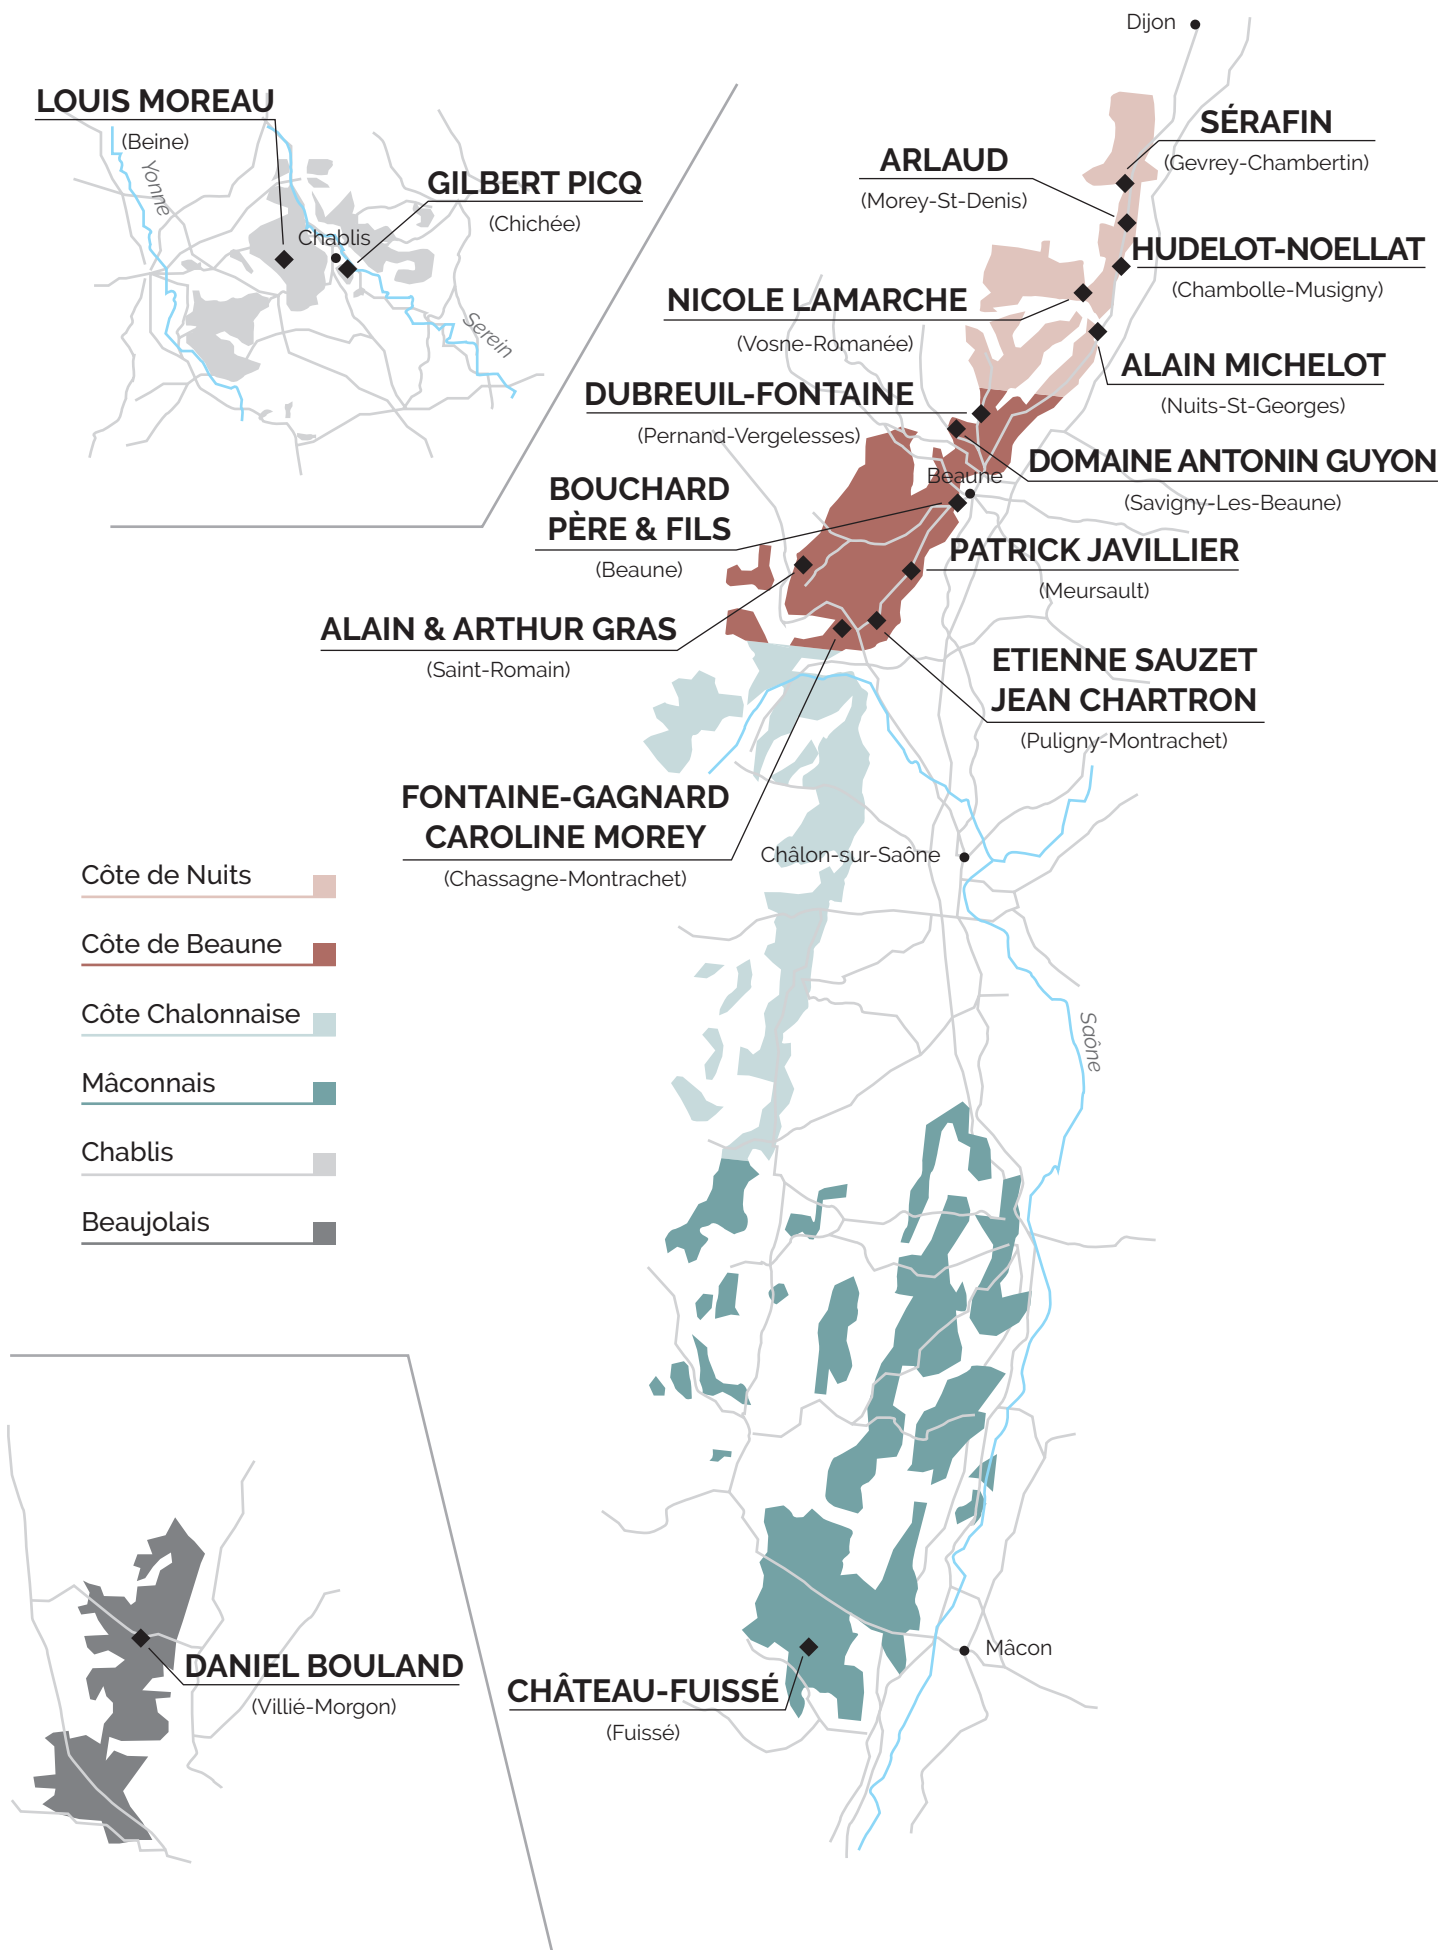 Dijon
LOUIS MOREAU
(Beine)
Yonne
GILBERT PICQ
(Chichée)
Chablis
Serein
SÉRAFIN
(Gevrey-Chambertin)
ARLAUD
(Morey-St-Denis)
HUDELOT-NOELLAT
(Chambolle-Musigny)
NICOLE LAMARCHE
(Vosne-Romanée)
ALAIN MICHELOT
(Nuits-St-Georges)
DUBREUIL-FONTAINE
(Pernand-Vergelesses)
DOMAINE ANTONIN GUYON
(Savigny-Les-Beaune)
Beaune
BOUCHARD
PÈRE & FILS
(Beaune)
PATRICK JAVILLIER
(Meursault)
ALAIN & ARTHUR GRAS
(Saint-Romain)
ETIENNE SAUZET
JEAN CHARTRON
(Puligny-Montrachet)
FONTAINE-GAGNARD
CAROLINE MOREY
(Chassagne-Montrachet)
Châlon-sur-Saône
Côte de Nuits
Côte de Beaune
Côte Chalonnaise
Mâconnais
Chablis
Beaujolais
Saône
DANIEL BOULAND
(Villié-Morgon)
Mâcon
CHÂTEAU-FUISSÉ
(Fuissé)